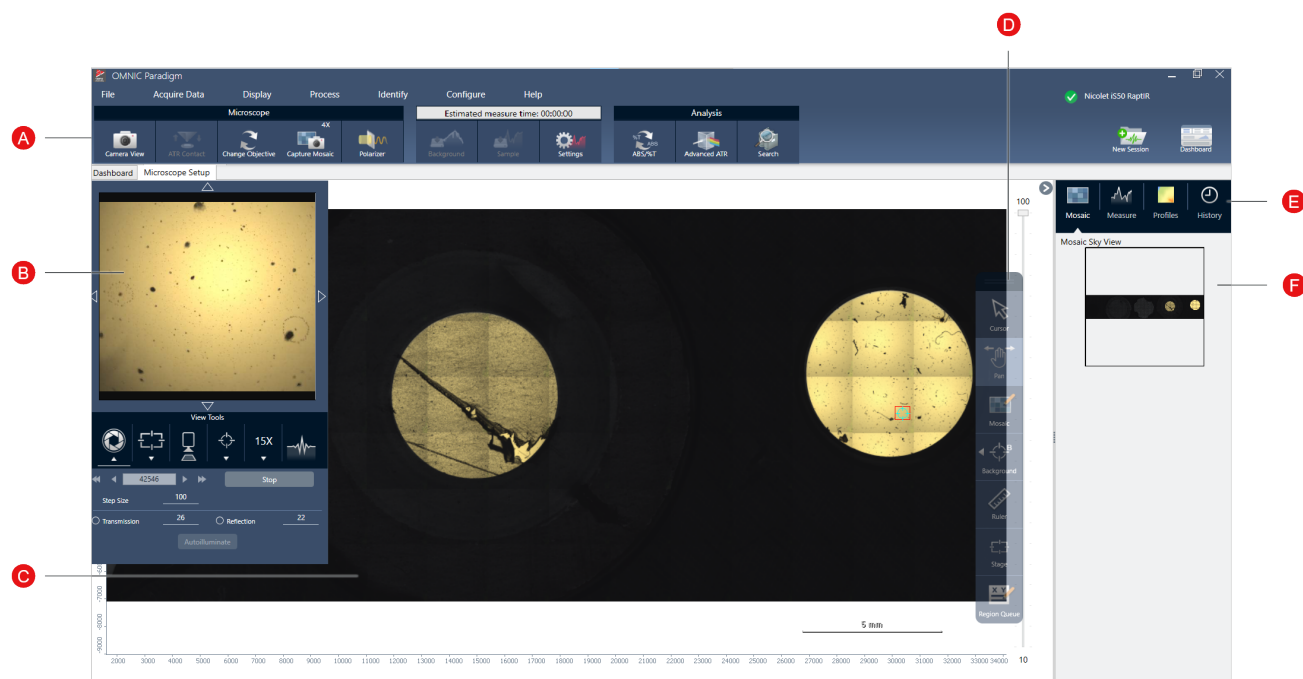 D
OMNIC Paradigm
File Acquire Data Display Process Identify Configure Help
Nicolet iS50 RaptIR
Microscope
Estimated measure time: 00:00:00
Analysis
A
4X
%T
ABS
Camera View
ATR Contact
Change Objective
Capture Mosaic
Polarizer
Background
Sample
Settings
ABS/%T
Advanced ATR
Search
New Session
Dashboard
Dashboard Microscope Setup
100
E
Mosaic Measure Profiles History
Mosaic Sky View
B
F
Cursor
Pan
Mosaic
B
Background
Ruler
Stage
X Y
Region Queue
View Tools
15X
42546 Stop
Step Size 100
Transmission 26 Reflection 22
Autoilluminate
C
-7000
-8000
-9000
5 mm
2000 3000 4000 5000 6000 7000 8000 9000 10000 11000 12000 13000 14000 15000 16000 17000 18000 19000 20000 21000 22000 23000 24000 25000 26000 27000 28000 29000 30000 31000 32000 33000 34000
10